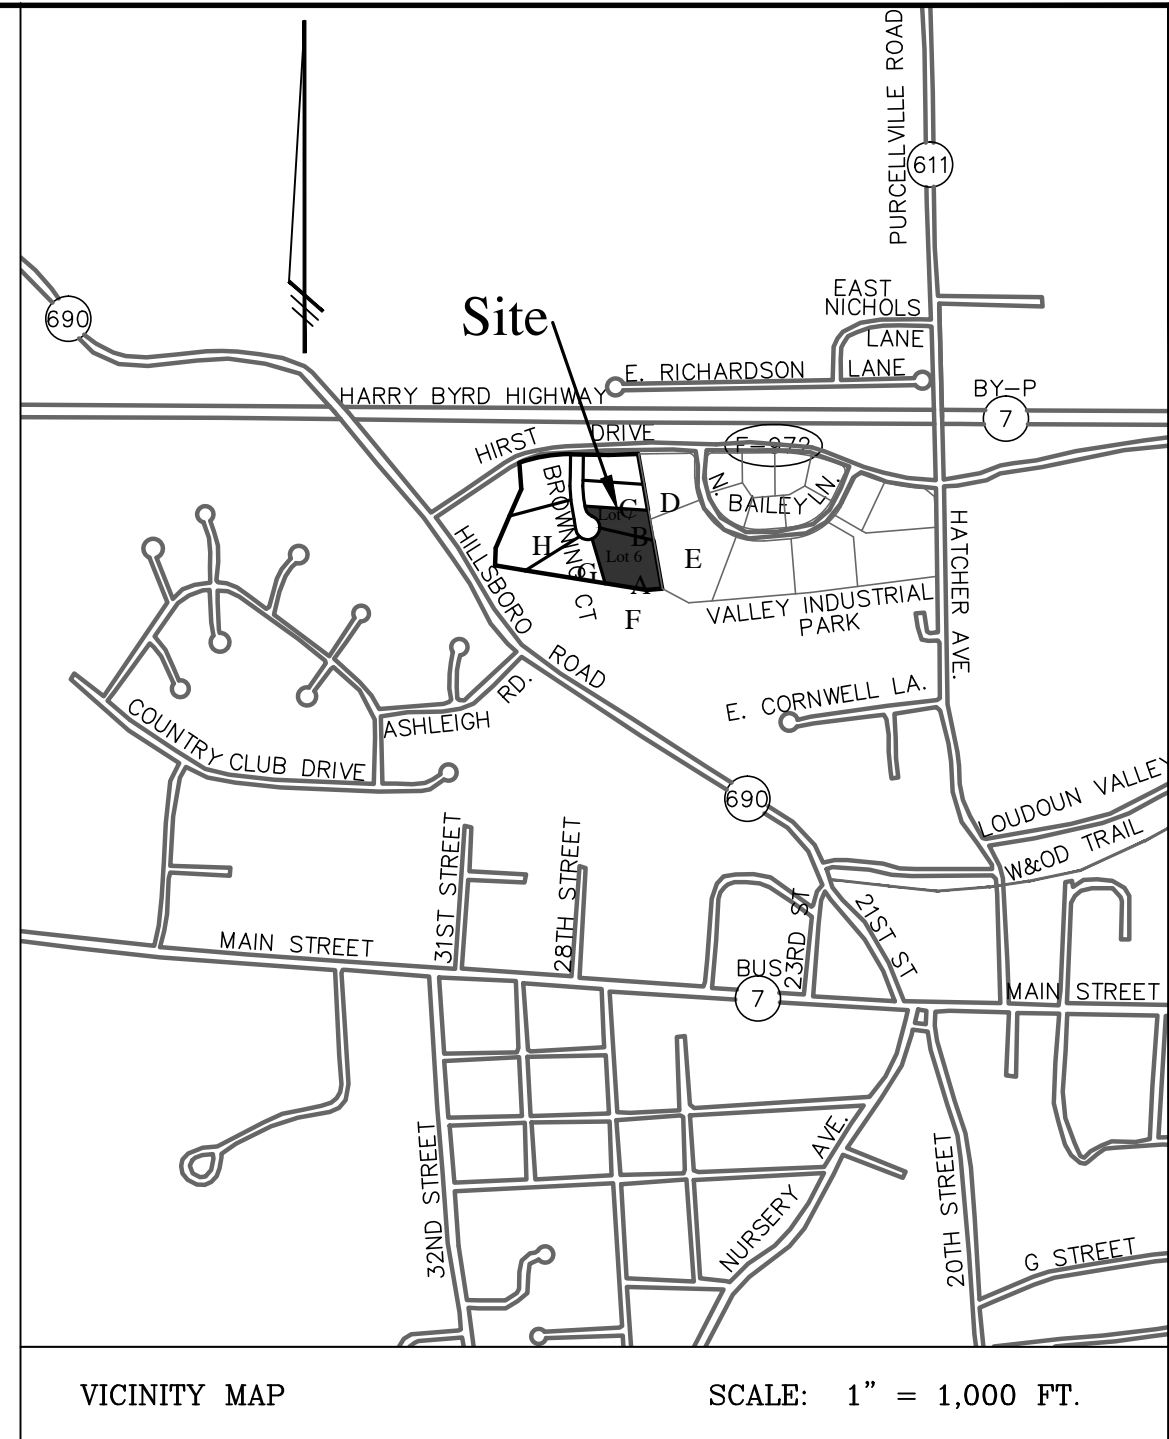 PURCELLVILLE ROAD
611
EAST
NICHOLS
LANE
690
Site
E. RICHARDSON LANE
HARRY BYRD HIGHWAY
BY-P
7
HIRST DRIVE
F-972
BROWNING CT
C
D
Lot 7
N. BAILEY LN.
B
H
Lot 6
E
G
A
F
HILLSBORO ROAD
VALLEY INDUSTRIAL
PARK
HATCHER AVE.
E. CORNWELL LA.
COUNTRY CLUB DRIVE
ASHLEIGH RD.
690
LOUDOUN VALLEY
W&OD TRAIL
31ST STREET
28TH STREET
23RD ST
21ST ST
MAIN STREET
BUS
7
MAIN STREET
32ND STREET
NURSERY AVE.
20TH STREET
G STREET
VICINITY MAP
SCALE: 1" = 1,000 FT.